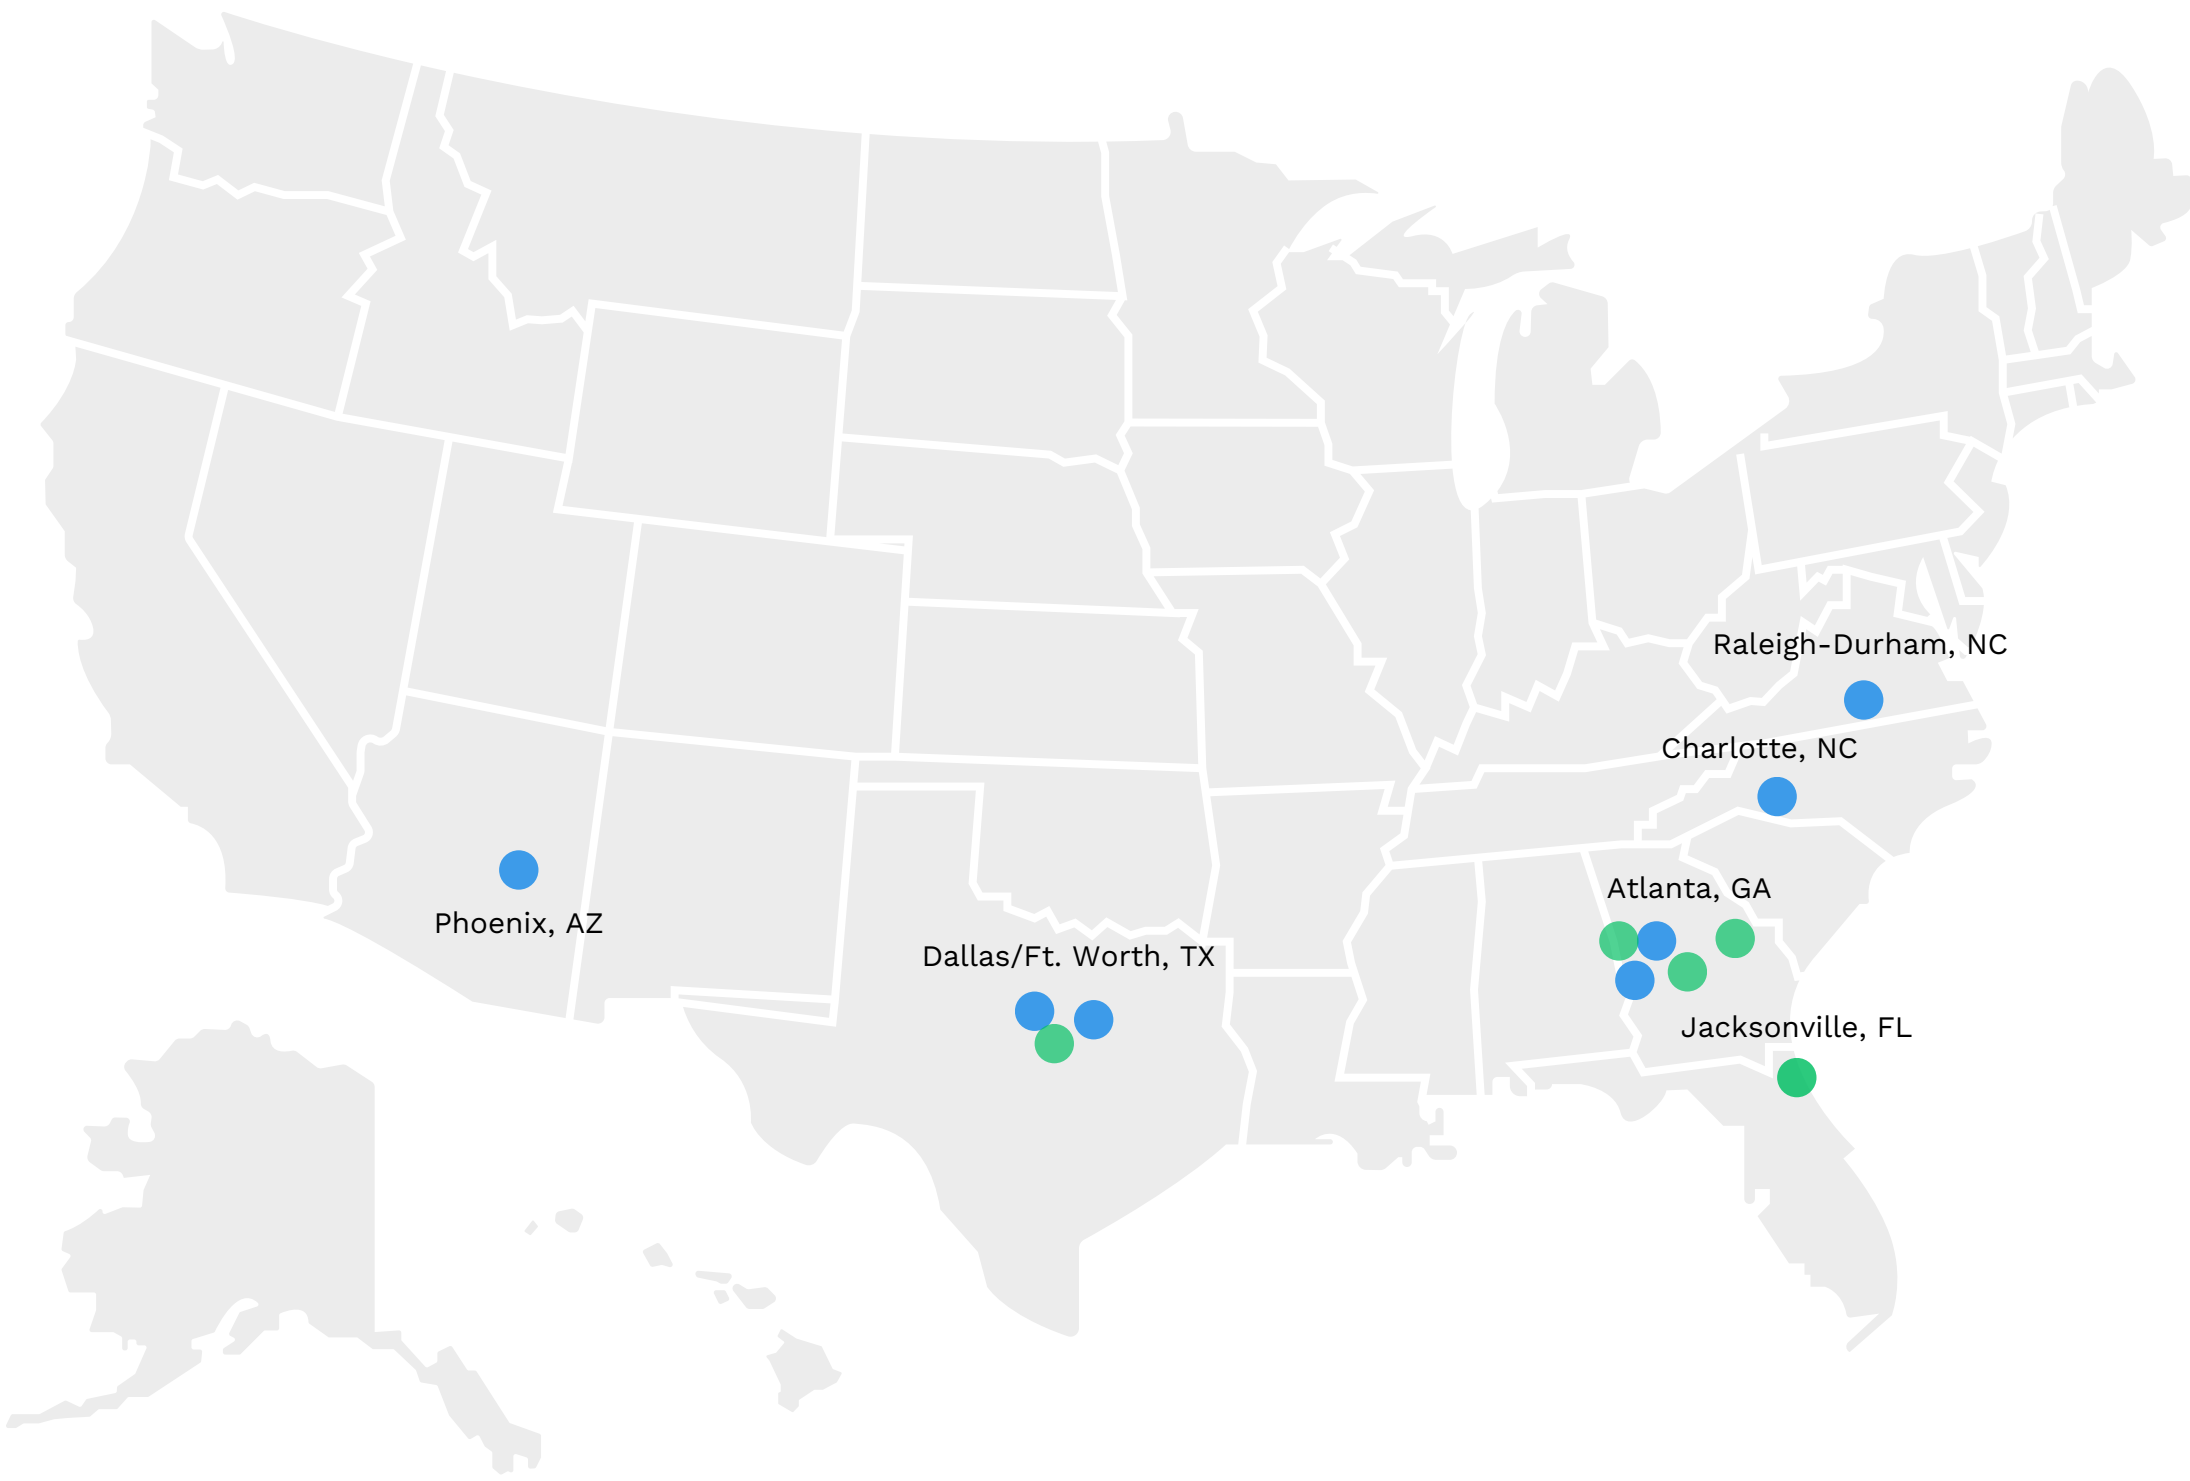 Raleigh-Durham, NC
Charlotte, NC
Atlanta, GA
Phoenix, AZ
Dallas/Ft. Worth, TX
Jacksonville, FL